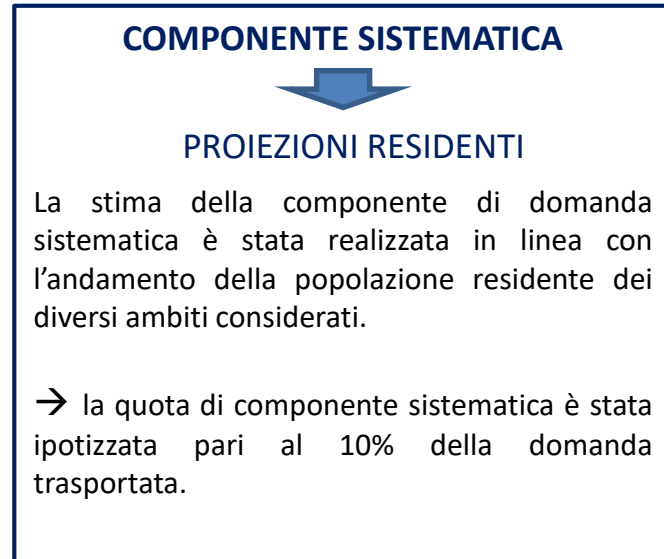 COMPONENTE SISTEMATICA
PROIEZIONI RESIDENTI
La stima della componente di domanda
sistematica è stata realizzata in linea con
l’andamento della popolazione residente dei
diversi ambiti considerati.
→ la quota di componente sistematica è stata
ipotizzata pari al 10% della domanda
trasportata.